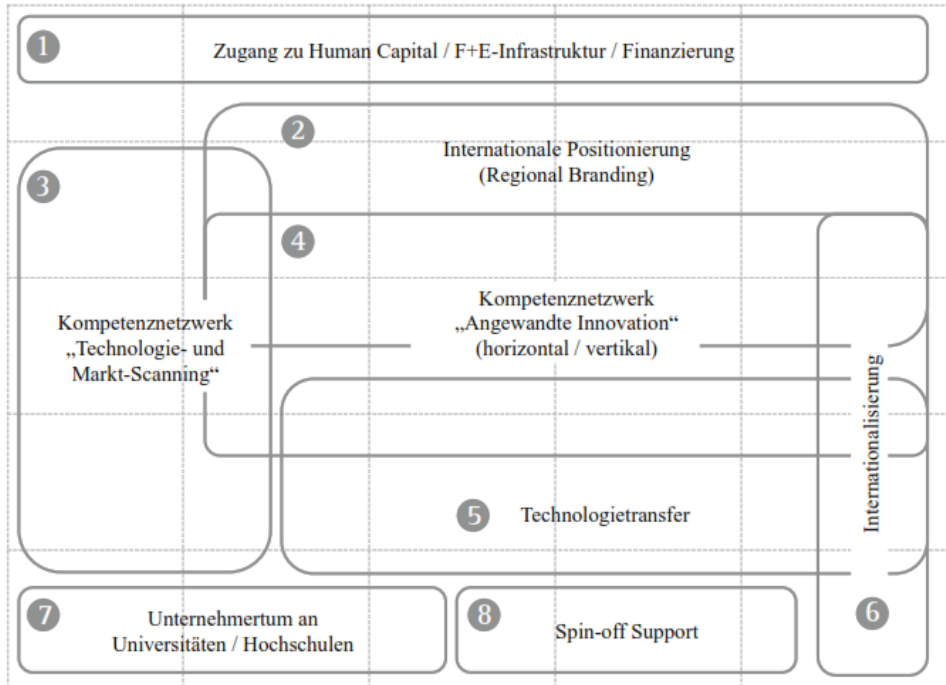 1
Zugang zu Human Capital / F+E-Infrastruktur / Finanzierung
2
Internationale Positionierung
(Regional Branding)
3
4
Kompetenznetzwerk
„Technologie- und
Markt-Scanning“
Kompetenznetzwerk
„Angewandte Innovation“
(horizontal / vertikal)
Internationalisierung
5
Technologietransfer
6
7
Unternehmertum an
Universitäten / Hochschulen
8
Spin-off Support